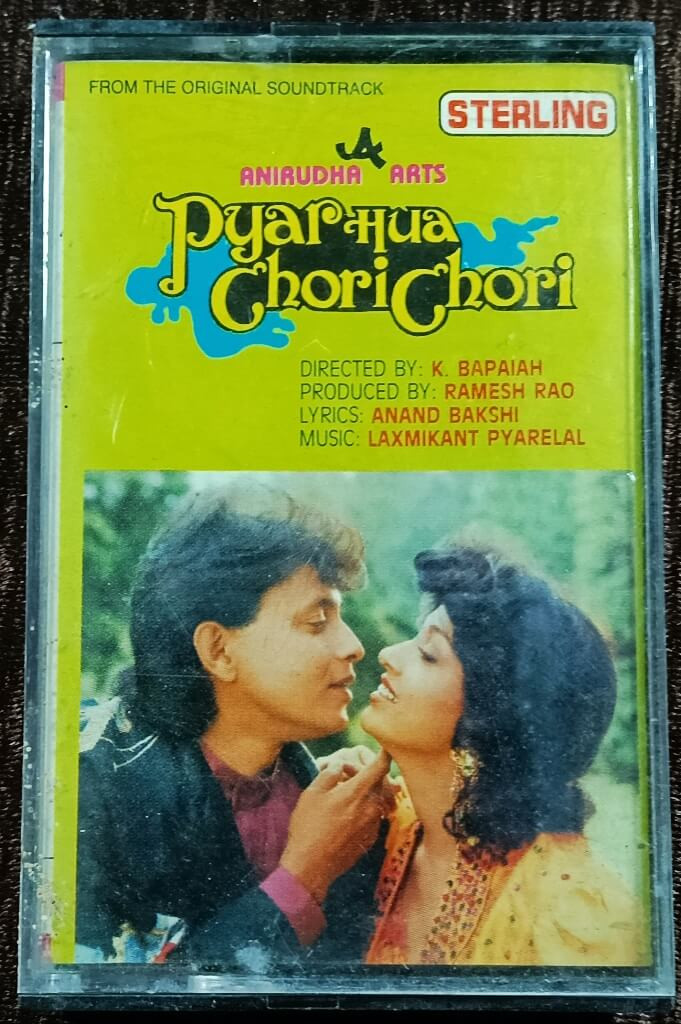 FROM THE ORIGINAL SOUNDTRACK
STERLING
ANIRUDHA ARTS
Pyar Hua
Chori Chori
DIRECTED BY: K. BAPAIAH
PRODUCED BY: RAMESH RAO
LYRICS: ANAND BAKSHI
MUSIC: LAXMIKANT PYARELAL